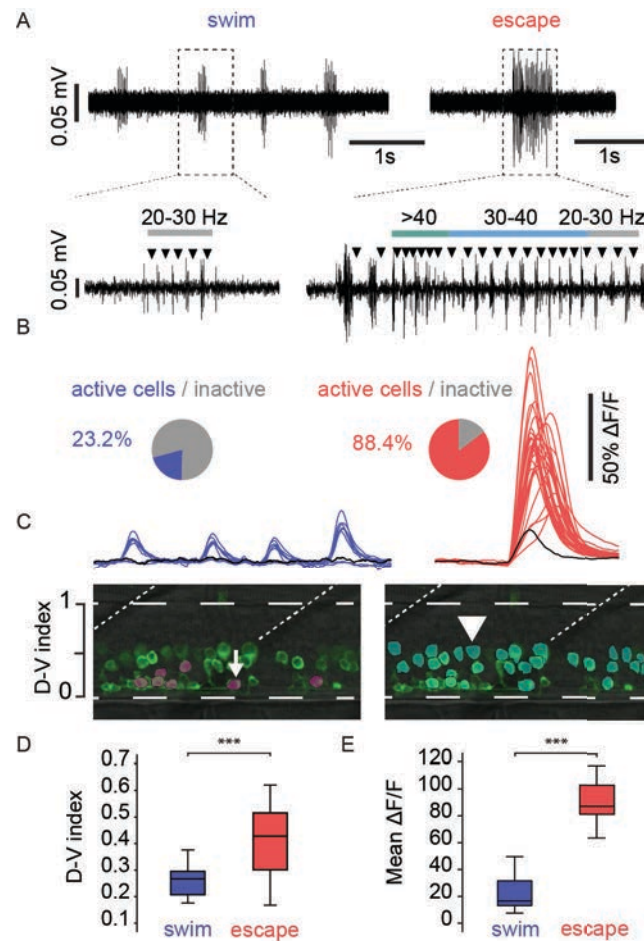 A
swim
escape
0.05 mV
1s
1s
20-30 Hz
>40
30-40
20-30 Hz
0.05 mV
B
active cells / inactive
23.2%
active cells / inactive
88.4%
50% ΔF/F
C
D-V index
1
0
D
E
***
***
D-V index
0.7
0.6
0.5
0.4
0.3
0.2
0.1
swim
escape
Mean ΔF/F
120
100
80
60
40
20
0
swim
escape